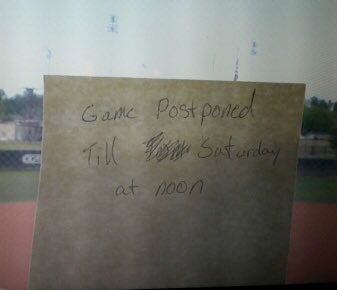 Game Postponed
Till Saturday
at noon